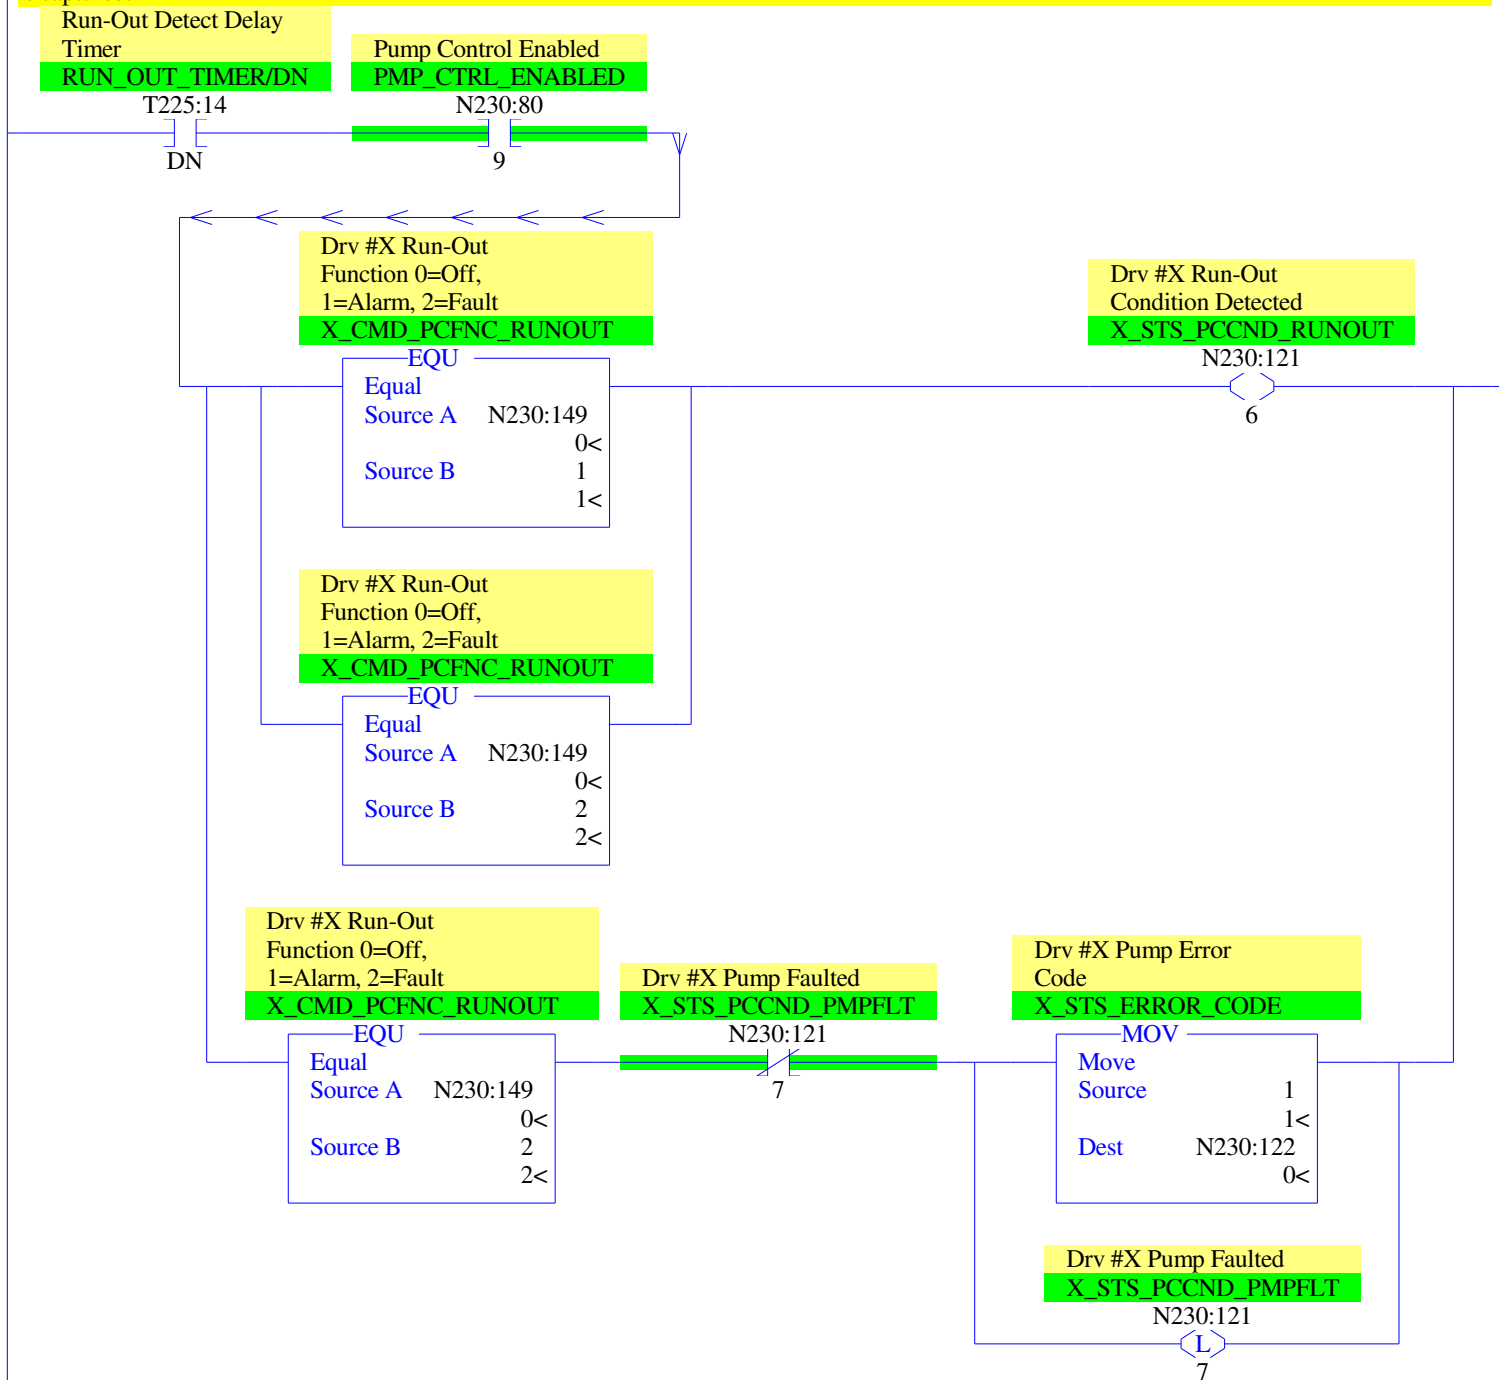 Run-Out Detect Delay
Timer
RUN_OUT_TIMER/DN
T225:14
DN
Pump Control Enabled
PMP_CTRL_ENABLED
N230:80
9
Drv #X Run-Out
Function 0=Off,
1=Alarm, 2=Fault
X_CMD_PCFNC_RUNOUT
EQU
Equal
Source A N230:149
0<
Source B 1
1<
Drv #X Run-Out
Condition Detected
X_STS_PCCND_RUNOUT
N230:121
6
Drv #X Run-Out
Function 0=Off,
1=Alarm, 2=Fault
X_CMD_PCFNC_RUNOUT
EQU
Equal
Source A N230:149
0<
Source B 2
2<
Drv #X Run-Out
Function 0=Off,
1=Alarm, 2=Fault
X_CMD_PCFNC_RUNOUT
EQU
Equal
Source A N230:149
0<
Source B 2
2<
Drv #X Pump Faulted
X_STS_PCCND_PMPFLT
N230:121
7
Drv #X Pump Error
Code
X_STS_ERROR_CODE
MOV
Move
Source 1
1<
Dest N230:122
0<
Drv #X Pump Faulted
X_STS_PCCND_PMPFLT
N230:121
L
7